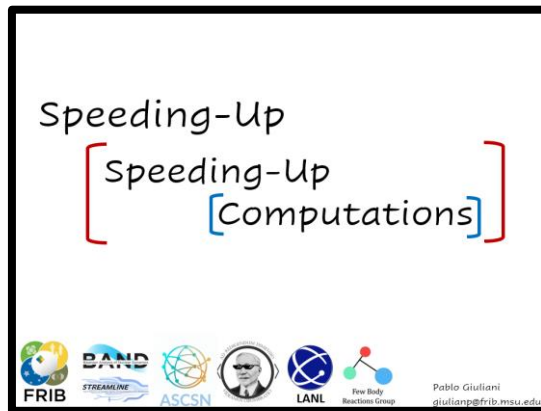 Speeding-Up
Speeding-Up
[Computations]
FRIB
BAND
STREAMLINE
ASCSN
LANL
Few Body
Reactions Group
Pablo Giuliani
giulianp@frib.msu.edu